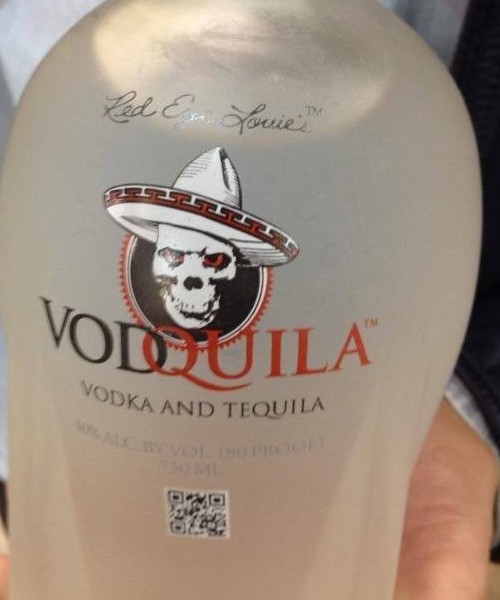 Red Eye Louie's™
VODQUILA™
VODKA AND TEQUILA
40% ALC. BY VOL. (80 PROOF)
750 ML